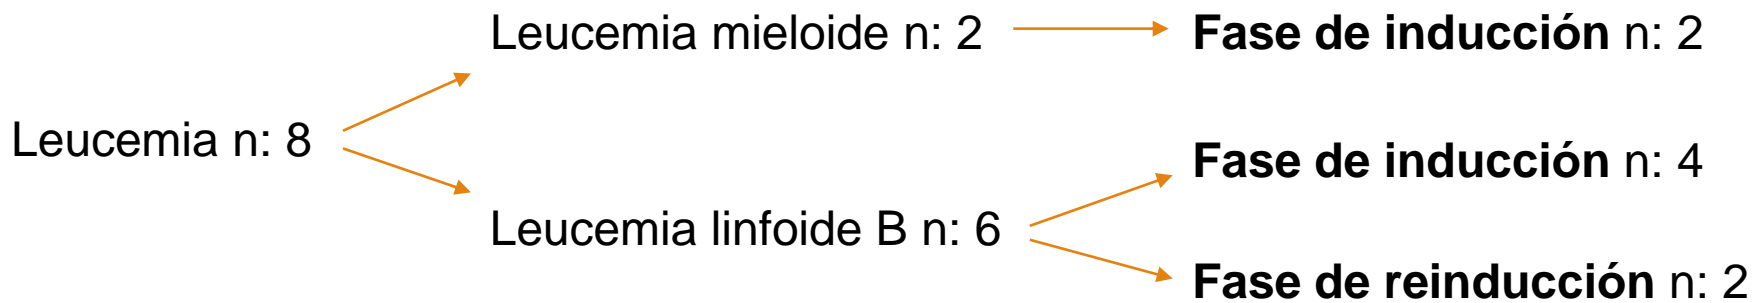 Leucemia mieloide n: 2
Fase de inducción n: 2
Leucemia n: 8
Fase de inducción n: 4
Leucemia linfoide B n: 6
Fase de reinducción n: 2